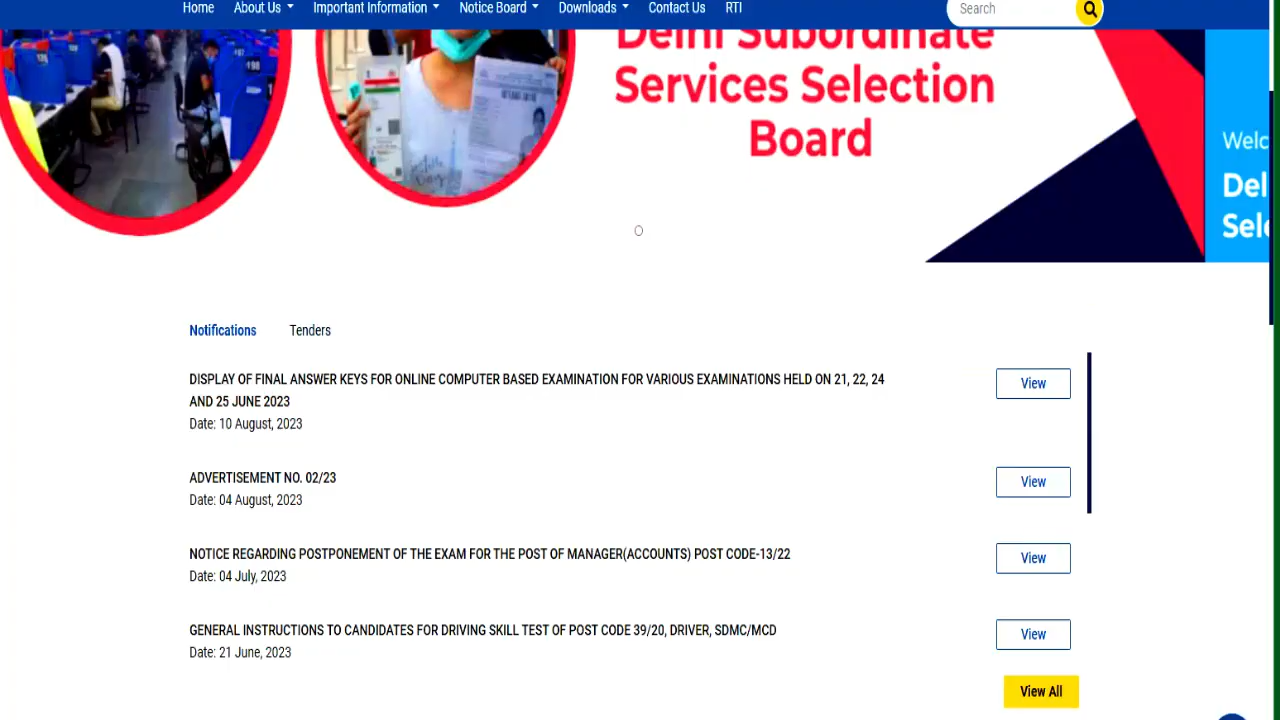 Home About Us Important Information Notice Board Downloads Contact Us RTI Search
Delhi Subordinate
Services Selection
Board
Welc
Del
Sele
Notifications Tenders
DISPLAY OF FINAL ANSWER KEYS FOR ONLINE COMPUTER BASED EXAMINATION FOR VARIOUS EXAMINATIONS HELD ON 21, 22, 24
AND 25 JUNE 2023
Date: 10 August, 2023
View
ADVERTISEMENT NO. 02/23
Date: 04 August, 2023
View
NOTICE REGARDING POSTPONEMENT OF THE EXAM FOR THE POST OF MANAGER(ACCOUNTS) POST CODE-13/22
Date: 04 July, 2023
View
GENERAL INSTRUCTIONS TO CANDIDATES FOR DRIVING SKILL TEST OF POST CODE 39/20, DRIVER, SDMC/MCD
Date: 21 June, 2023
View
View All